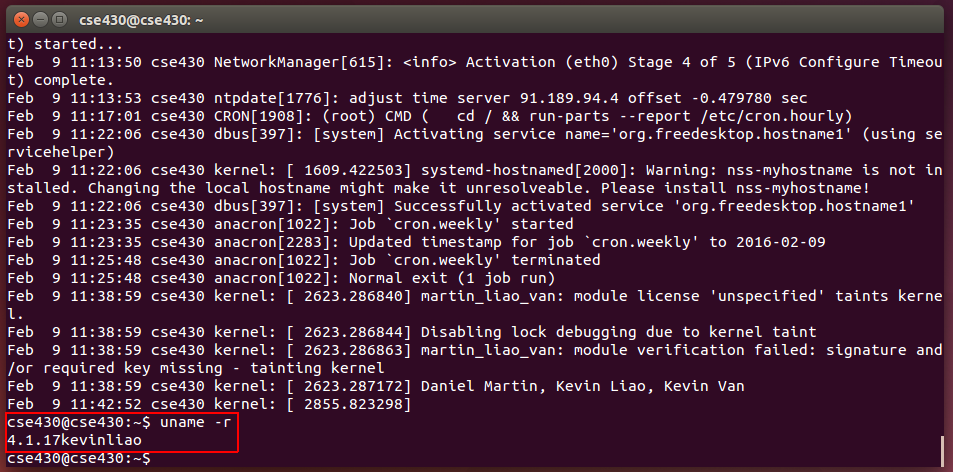 cse430@cse430: ~
t) started...
Feb  9 11:13:50 cse430 NetworkManager[615]: <info> Activation (eth0) Stage 4 of 5 (IPv6 Configure Timeou
t) complete.
Feb  9 11:13:53 cse430 ntpdate[1776]: adjust time server 91.189.94.4 offset -0.479780 sec
Feb  9 11:17:01 cse430 CRON[1908]: (root) CMD (   cd / && run-parts --report /etc/cron.hourly)
Feb  9 11:22:06 cse430 dbus[397]: [system] Activating service name='org.freedesktop.hostname1' (using se
rvicehelper)
Feb  9 11:22:06 cse430 kernel: [ 1609.422503] systemd-hostnamed[2000]: Warning: nss-myhostname is not in
stalled. Changing the local hostname might make it unresolveable. Please install nss-myhostname!
Feb  9 11:22:06 cse430 dbus[397]: [system] Successfully activated service 'org.freedesktop.hostname1'
Feb  9 11:23:35 cse430 anacron[1022]: Job `cron.weekly' started
Feb  9 11:23:35 cse430 anacron[2283]: Updated timestamp for job `cron.weekly' to 2016-02-09
Feb  9 11:25:48 cse430 anacron[1022]: Job `cron.weekly' terminated
Feb  9 11:25:48 cse430 anacron[1022]: Normal exit (1 job run)
Feb  9 11:38:59 cse430 kernel: [ 2623.286840] martin_liao_van: module license 'unspecified' taints kerne
l.
Feb  9 11:38:59 cse430 kernel: [ 2623.286844] Disabling lock debugging due to kernel taint
Feb  9 11:38:59 cse430 kernel: [ 2623.286863] martin_liao_van: module verification failed: signature and
/or required key missing - tainting kernel
Feb  9 11:38:59 cse430 kernel: [ 2623.287172] Daniel Martin, Kevin Liao, Kevin Van
Feb  9 11:42:52 cse430 kernel: [ 2855.823298]
cse430@cse430:~$ uname -r
4.1.17kevinliao
cse430@cse430:~$